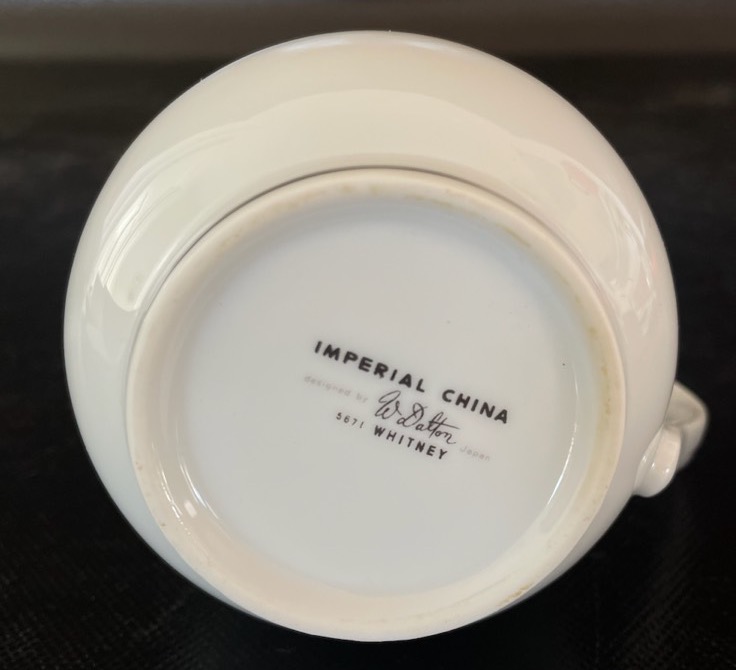 IMPERIAL CHINA
designed by W Dalton
5671 WHITNEY Japan